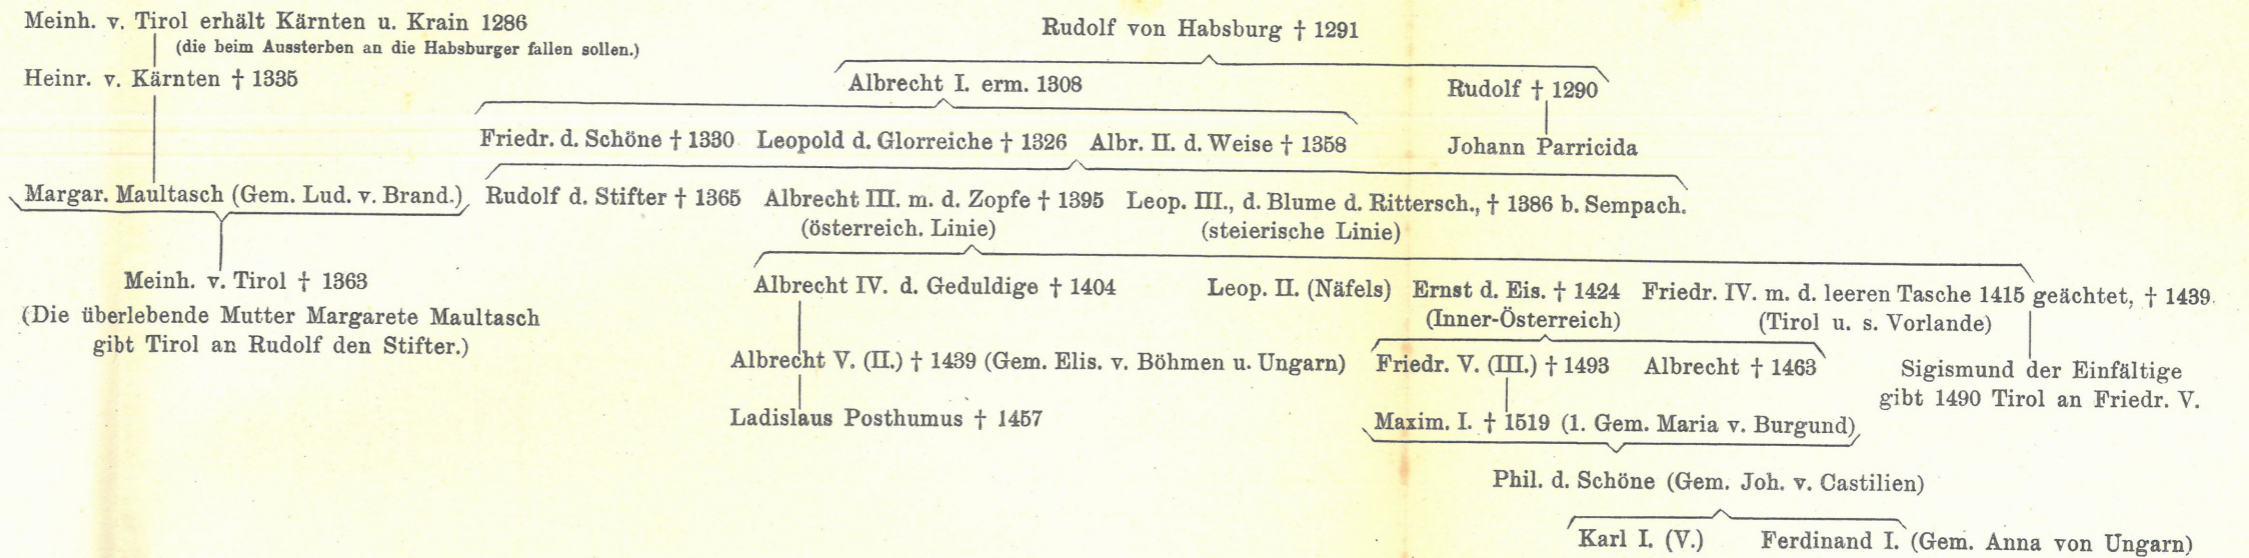 Meinh. v. Tirol erhält Kärnten u. Krain 1286
(die beim Aussterben an die Habsburger fallen sollen.)
Heinr. v. Kärnten † 1335
Rudolf von Habsburg † 1291
Albrecht I. erm. 1308
Rudolf † 1290
Friedr. d. Schöne † 1330
Leopold d. Glorreiche † 1326
Albr. II. d. Weise † 1358
Johann Parricida
Margar. Maultasch (Gem. Lud. v. Brand.)
Rudolf d. Stifter † 1365
Albrecht III. m. d. Zopfe † 1395
(österreich. Linie)
Leop. III., d. Blume d. Rittersch., † 1386 b. Sempach.
(steierische Linie)
Meinh. v. Tirol † 1363
(Die überlebende Mutter Margarete Maultasch
gibt Tirol an Rudolf den Stifter.)
Albrecht IV. d. Geduldige † 1404
Leop. II. (Näfels)
Ernst d. Eis. † 1424
(Inner-Österreich)
Friedr. IV. m. d. leeren Tasche 1415 geächtet, † 1439.
(Tirol u. s. Vorlande)
Albrecht V. (II.) † 1439 (Gem. Elis. v. Böhmen u. Ungarn)
Friedr. V. (III.) † 1493
Albrecht † 1463
Sigismund der Einfältige
gibt 1490 Tirol an Friedr. V.
Ladislaus Posthumus † 1457
Maxim. I. † 1519 (1. Gem. Maria v. Burgund)
Phil. d. Schöne (Gem. Joh. v. Castilien)
Karl I. (V.)
Ferdinand I. (Gem. Anna von Ungarn)